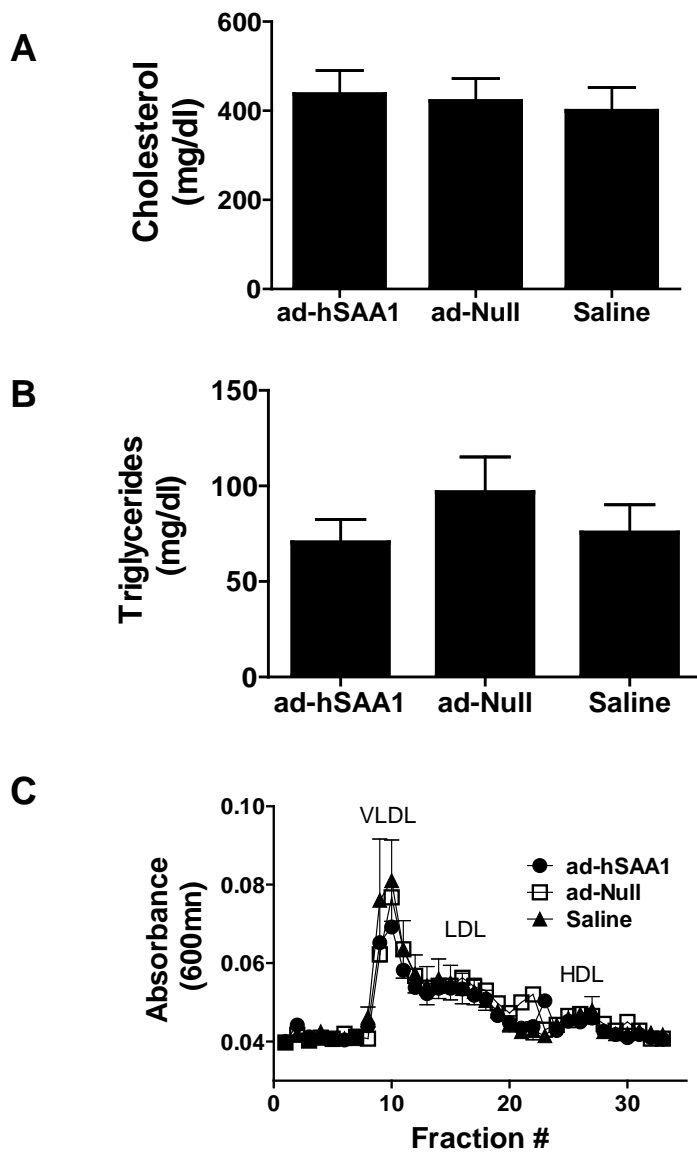 A
Cholesterol
(mg/dl)
600
400
200
0
ad-hSAA1 ad-Null Saline
B
Triglycerides
(mg/dl)
150
100
50
0
ad-hSAA1 ad-Null Saline
C
Absorbance
(600mn)
0.10
0.08
0.06
0.04
VLDL
LDL
HDL
ad-hSAA1
ad-Null
Saline
0 10 20 30
Fraction #